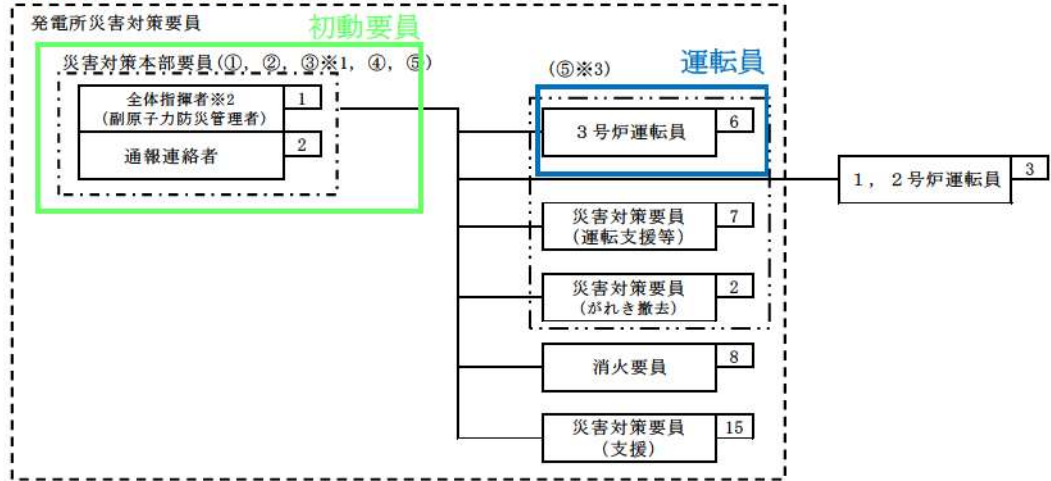 発電所災害対策要員
初動要員
災害対策本部要員(①, ②, ③※1, ④, ⑤)
全体指揮者※2
(副原子力防災管理者)
1
通報連絡者
2
(⑤※3)
運転員
3号炉運転員
6
1, 2号炉運転員
3
災害対策要員
(運転支援等)
7
災害対策要員
(がれき撤去)
2
消火要員
8
災害対策要員
(支援)
15